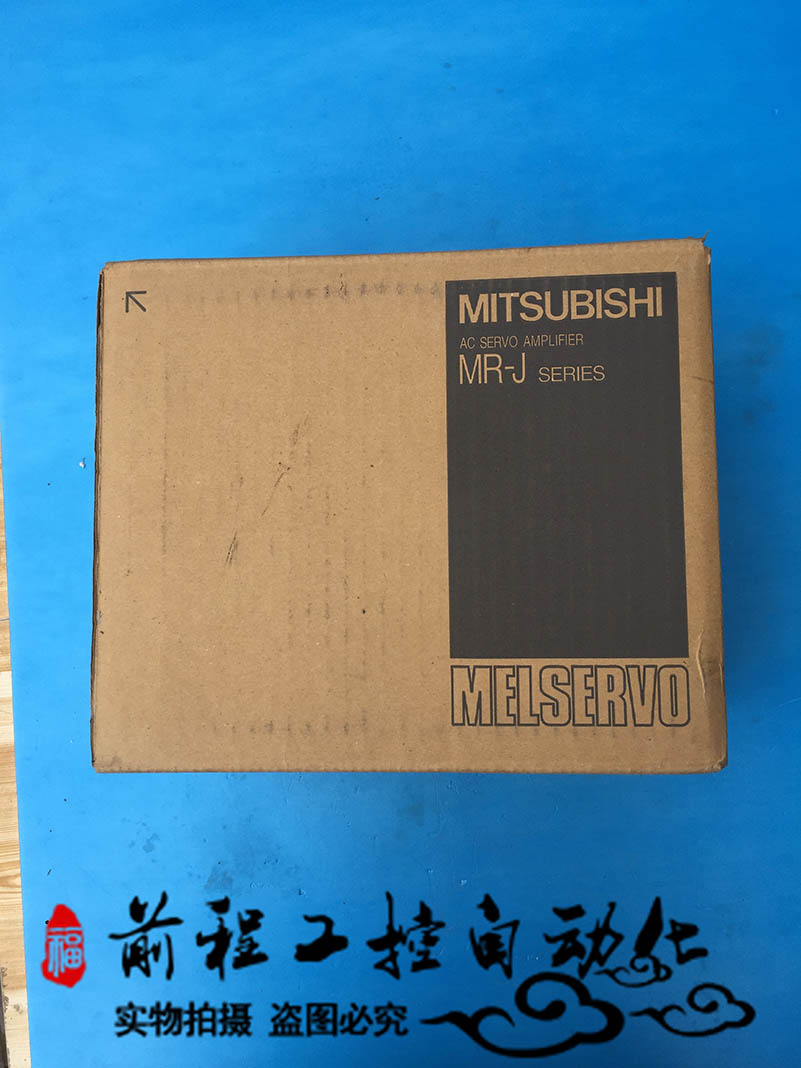 MITSUBISHI
AC SERVO AMPLIFIER
MR-J SERIES
MELSERVO
福
前程工控自动化
实物拍摄 盗图必究